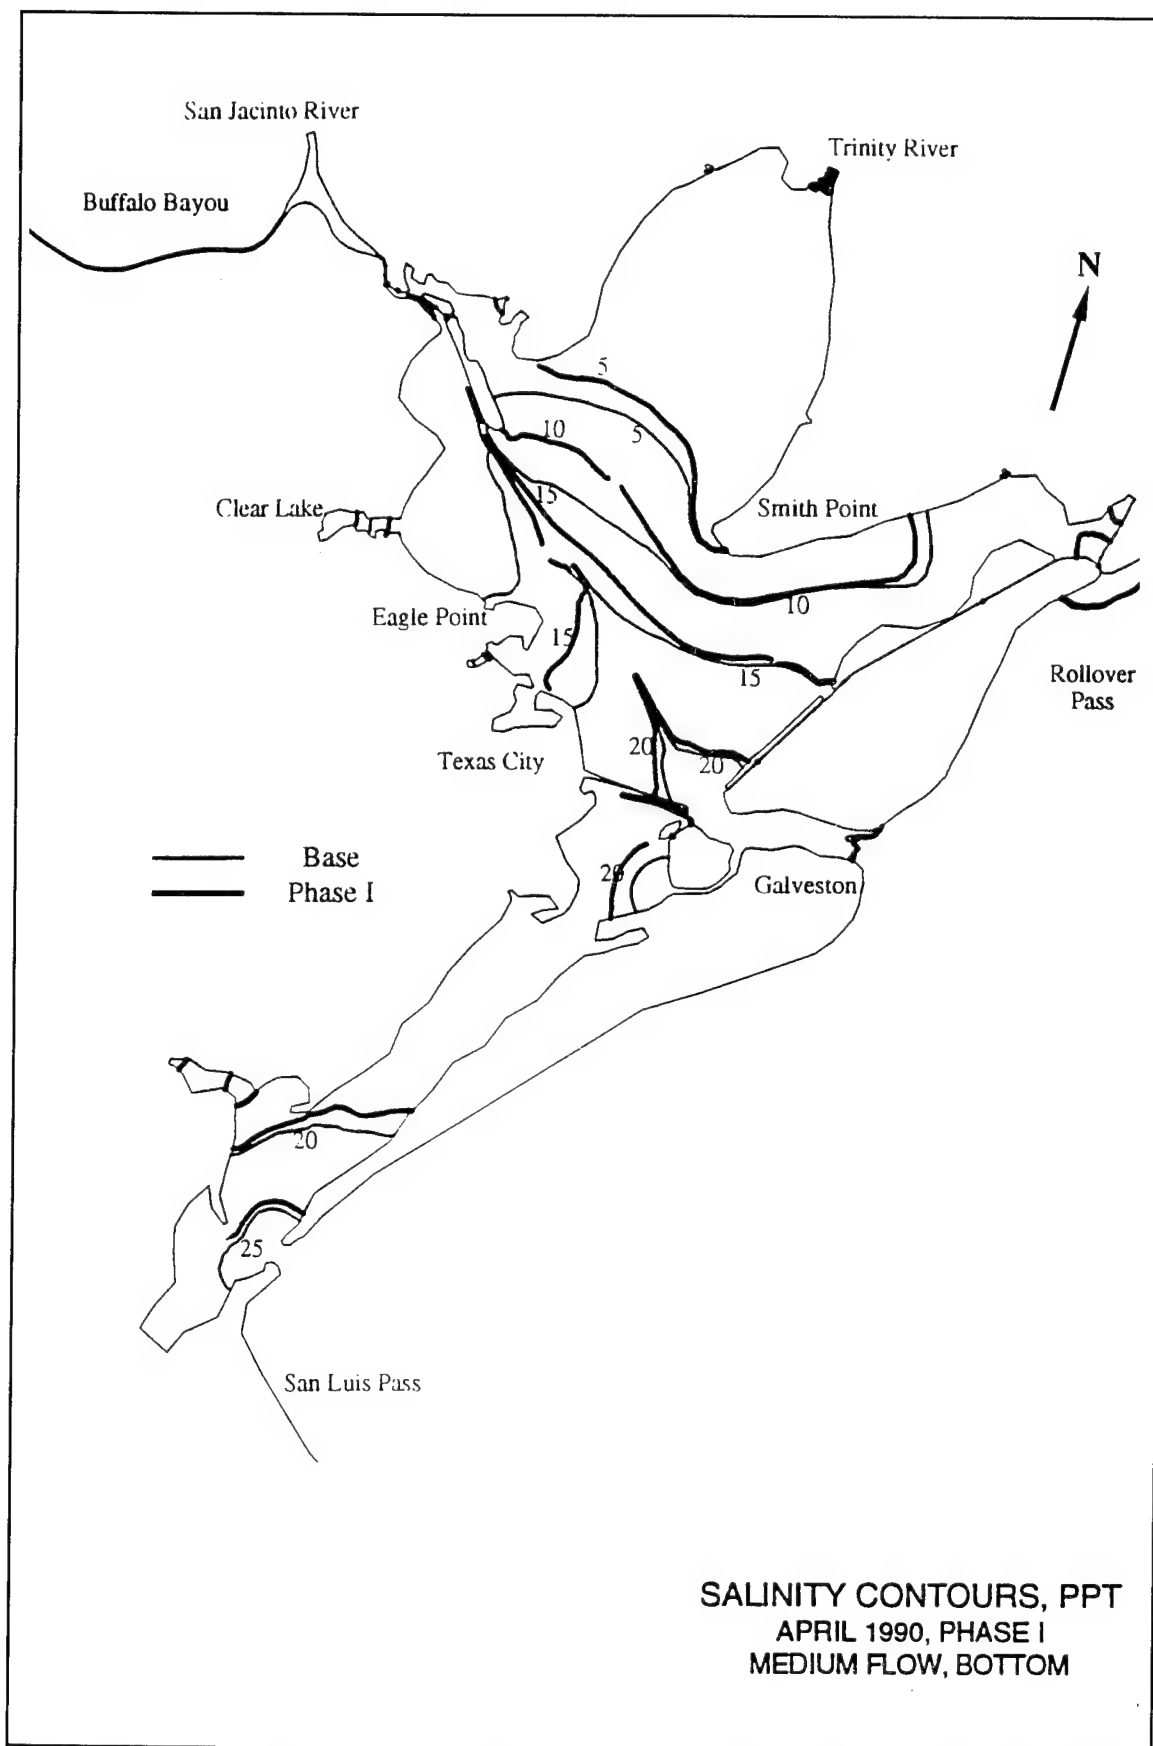 San Jacinto River
Trinity River
Buffalo Bayou
N
5
10
5
15
Clear Lake
Smith Point
10
Eagle Point
15
15
Rollover
Pass
20
20
Texas City
Base
Phase I
Galveston
20
25
San Luis Pass
SALINITY CONTOURS, PPT
APRIL 1990, PHASE I
MEDIUM FLOW, BOTTOM